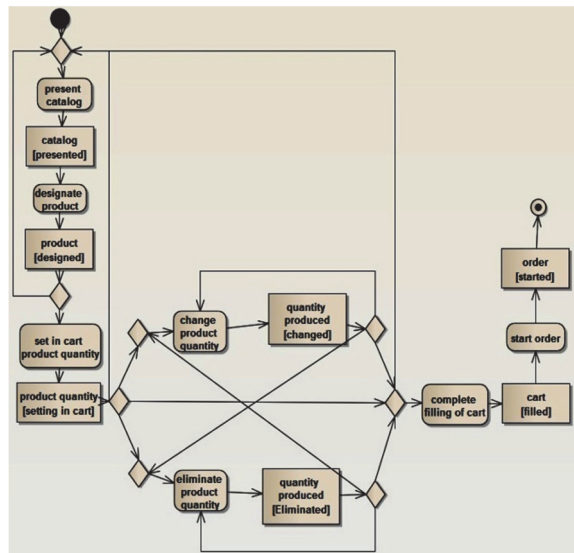 present
catalog
catalog
[presented]
designate
product
product
[designed]
set in cart
product quantity
product quantity
[setting in cart]
change
product
quantity
quantity
produced
[changed]
eliminate
product
quantity
quantity
produced
[Eliminated]
complete
filling of cart
cart
[filled]
start order
order
[started]